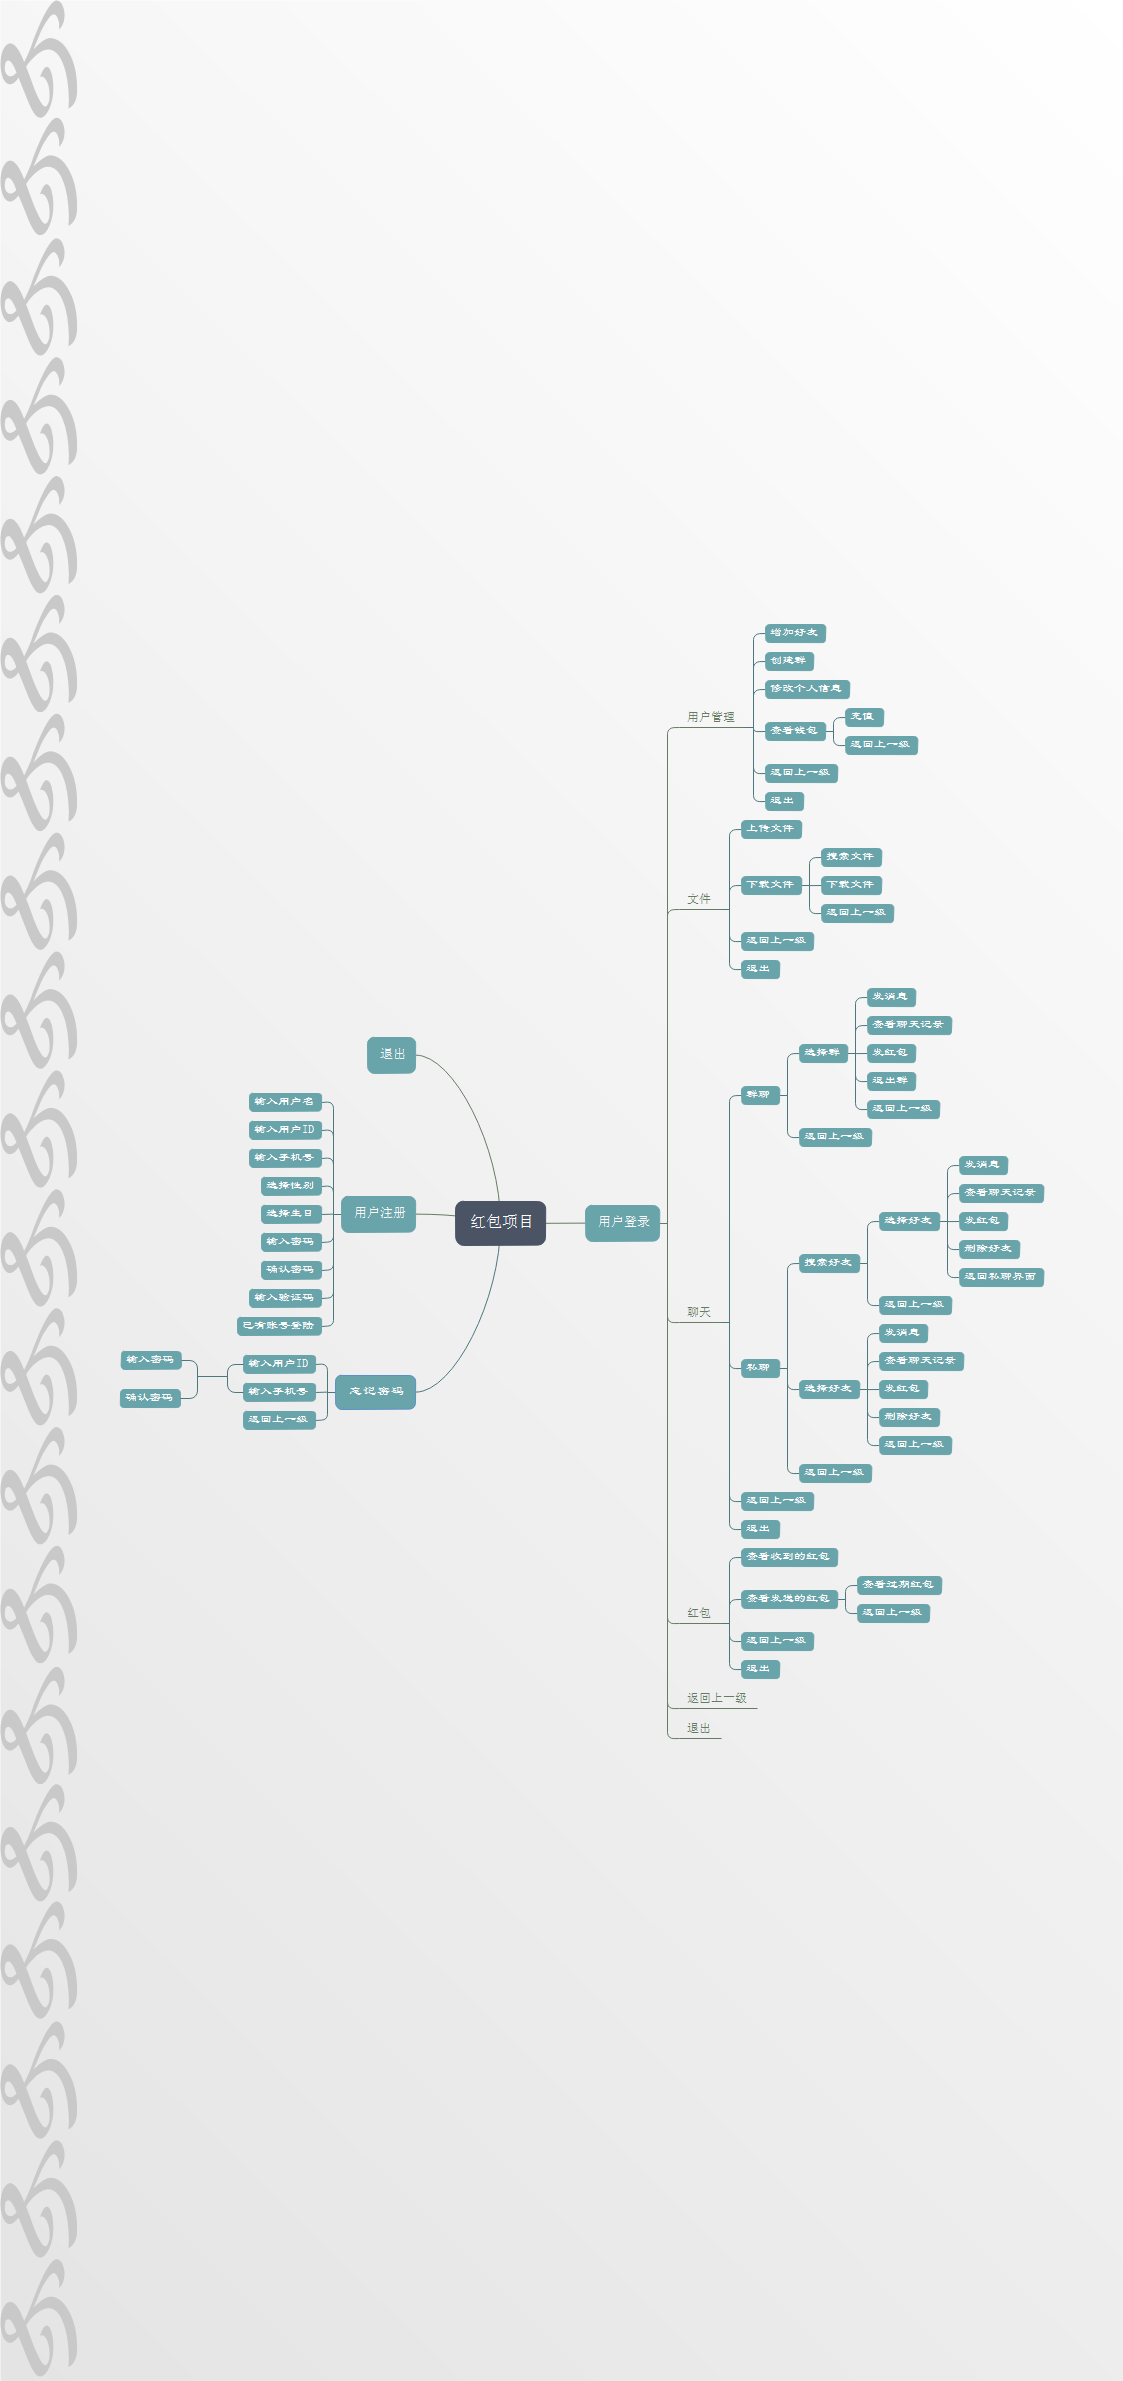 红包项目
用户登录
用户管理
增加好友
创建群
修改个人信息
查看钱包
充值
返回上一级
返回上一级
退出
文件
上传文件
下载文件
搜索文件
下载文件
返回上一级
返回上一级
退出
聊天
群聊
选择群
发消息
查看聊天记录
发红包
退出群
返回上一级
返回上一级
私聊
搜索好友
选择好友
发消息
查看聊天记录
发红包
删除好友
返回私聊界面
返回上一级
选择好友
发消息
查看聊天记录
发红包
删除好友
返回上一级
返回上一级
返回上一级
退出
红包
查看收到的红包
查看发送的红包
查看过期红包
返回上一级
返回上一级
退出
返回上一级
退出
退出
用户注册
输入用户名
输入用户ID
输入手机号
选择性别
选择生日
输入密码
确认密码
输入验证码
已有账号登陆
忘记密码
输入用户ID
输入手机号
输入密码
确认密码
返回上一级